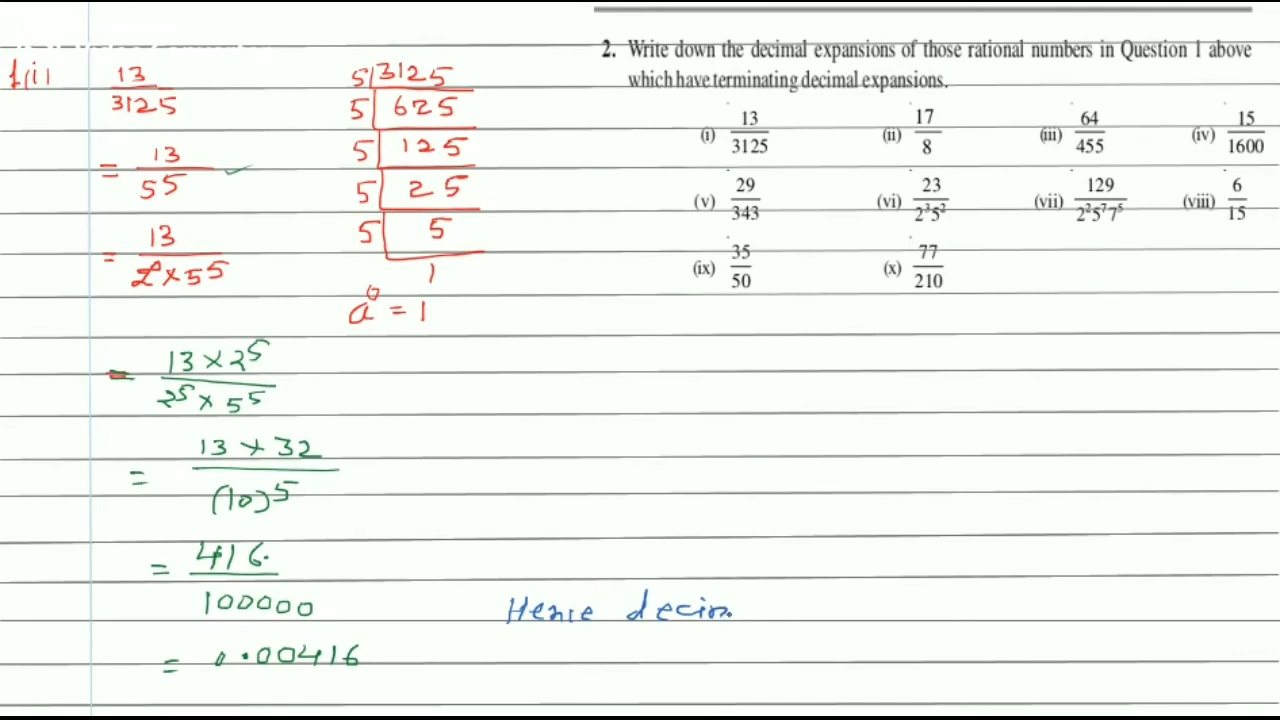 2. Write down the decimal expansions of those rational numbers in Question 1 above
which have terminating decimal expansions.
(i) 13/3125 (ii) 17/8 (iii) 64/455 (iv) 15/1600
(v) 29/343 (vi) 23/2³5² (vii) 129/2²5⁷7⁵ (viii) 6/15
(ix) 35/50 (x) 77/210
(i) 13/3125
= 13/5⁵
= 13/2⁰×5⁵
= 13×2⁵/2⁵×5⁵
= 13×32/(10)⁵
= 416/100000
= 0.00416
5 3125
5 625
5 125
5 25
5 5
1
a⁰ = 1
Hence decim